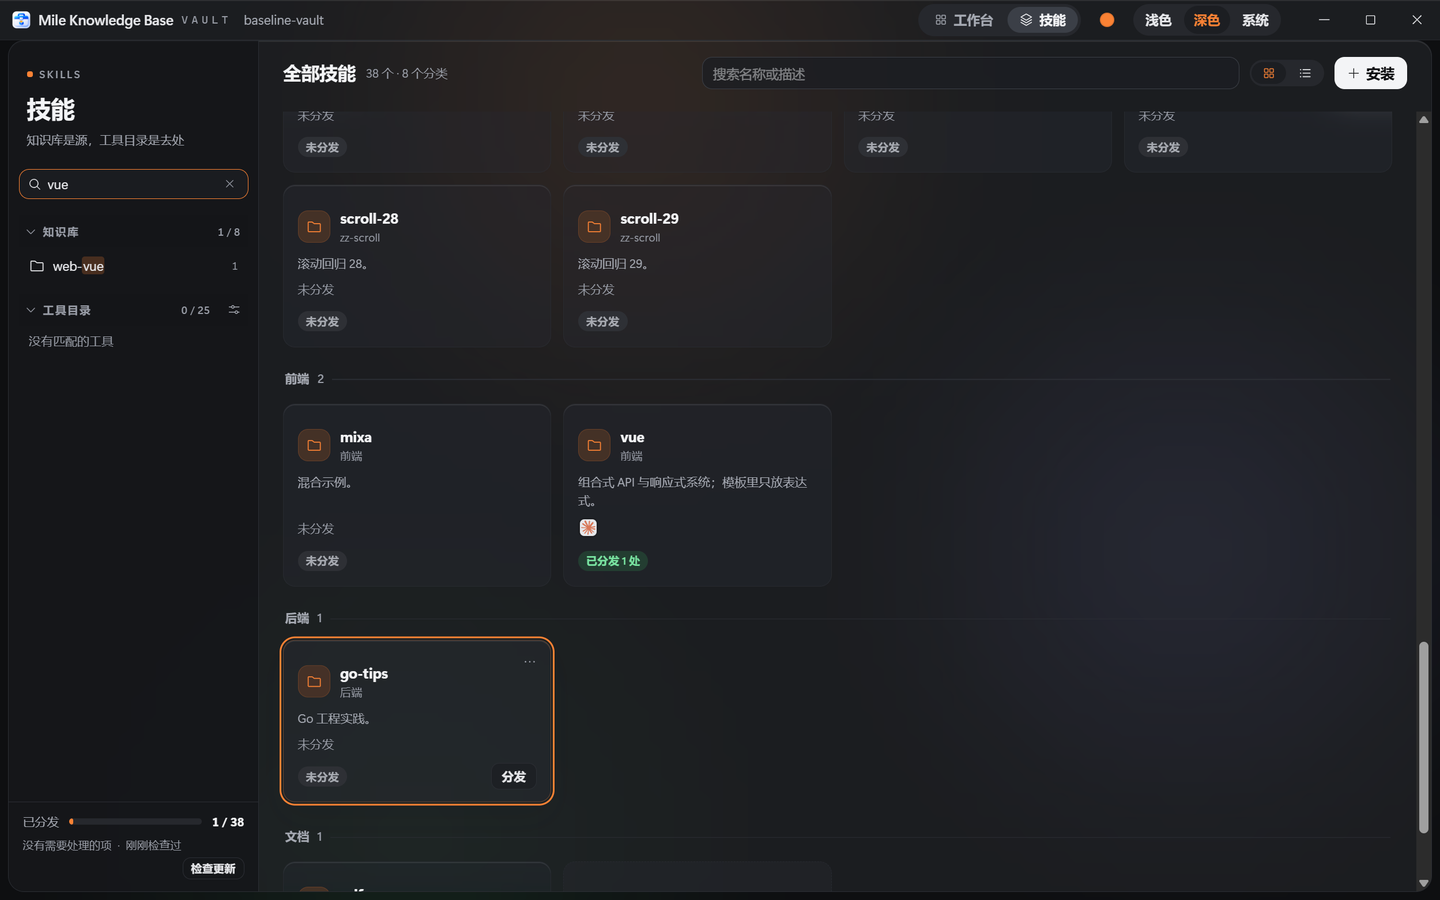 Mile Knowledge Base VAULT baseline-vault
工作台 技能 浅色 深色 系统
SKILLS
技能
知识库是源，工具目录是去处
vue
知识库 1 / 8
web-vue 1
工具目录 0 / 25
没有匹配的工具
已分发 1 / 38
没有需要处理的项 · 刚刚检查过
检查更新
全部技能 38 个 · 8 个分类
搜索名称或描述
安装
未分发 未分发 未分发 未分发
未分发 未分发 未分发 未分发
scroll-28
zz-scroll
滚动回归 28。
未分发
未分发
scroll-29
zz-scroll
滚动回归 29。
未分发
未分发
前端 2
mixa
前端
混合示例。
未分发
未分发
vue
前端
组合式 API 与响应式系统；模板里只放表达
式。
已分发 1 处
后端 1
go-tips
后端
Go 工程实践。
未分发
未分发 分发
文档 1